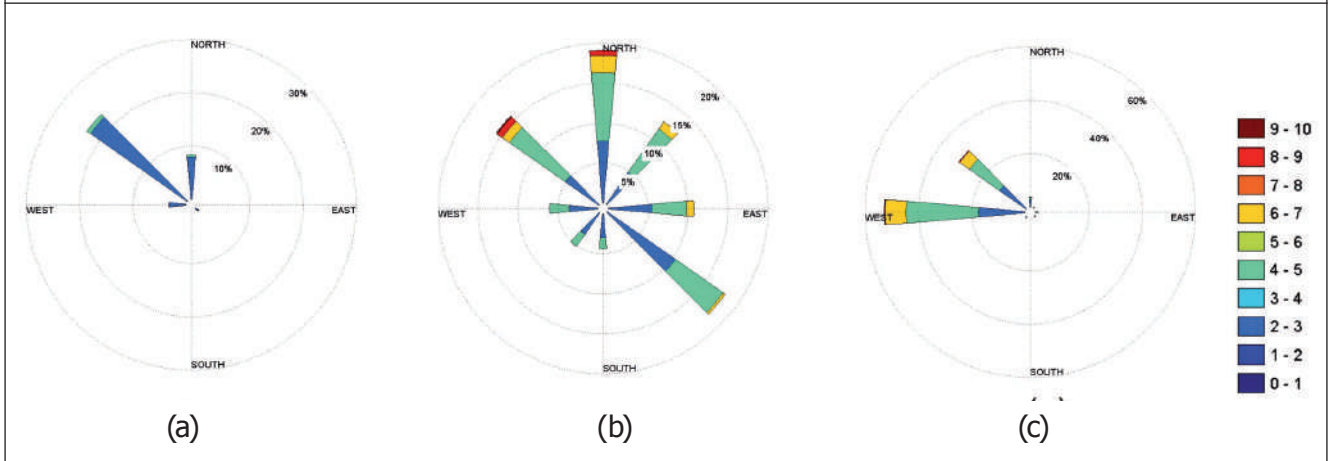 NORTH
30%
20%
10%
WEST
EAST
SOUTH
(a)
NORTH
20%
15%
10%
5%
WEST
EAST
SOUTH
(b)
NORTH
60%
40%
20%
WEST
EAST
SOUTH
(c)
9 - 10
8 - 9
7 - 8
6 - 7
5 - 6
4 - 5
3 - 4
2 - 3
1 - 2
0 - 1